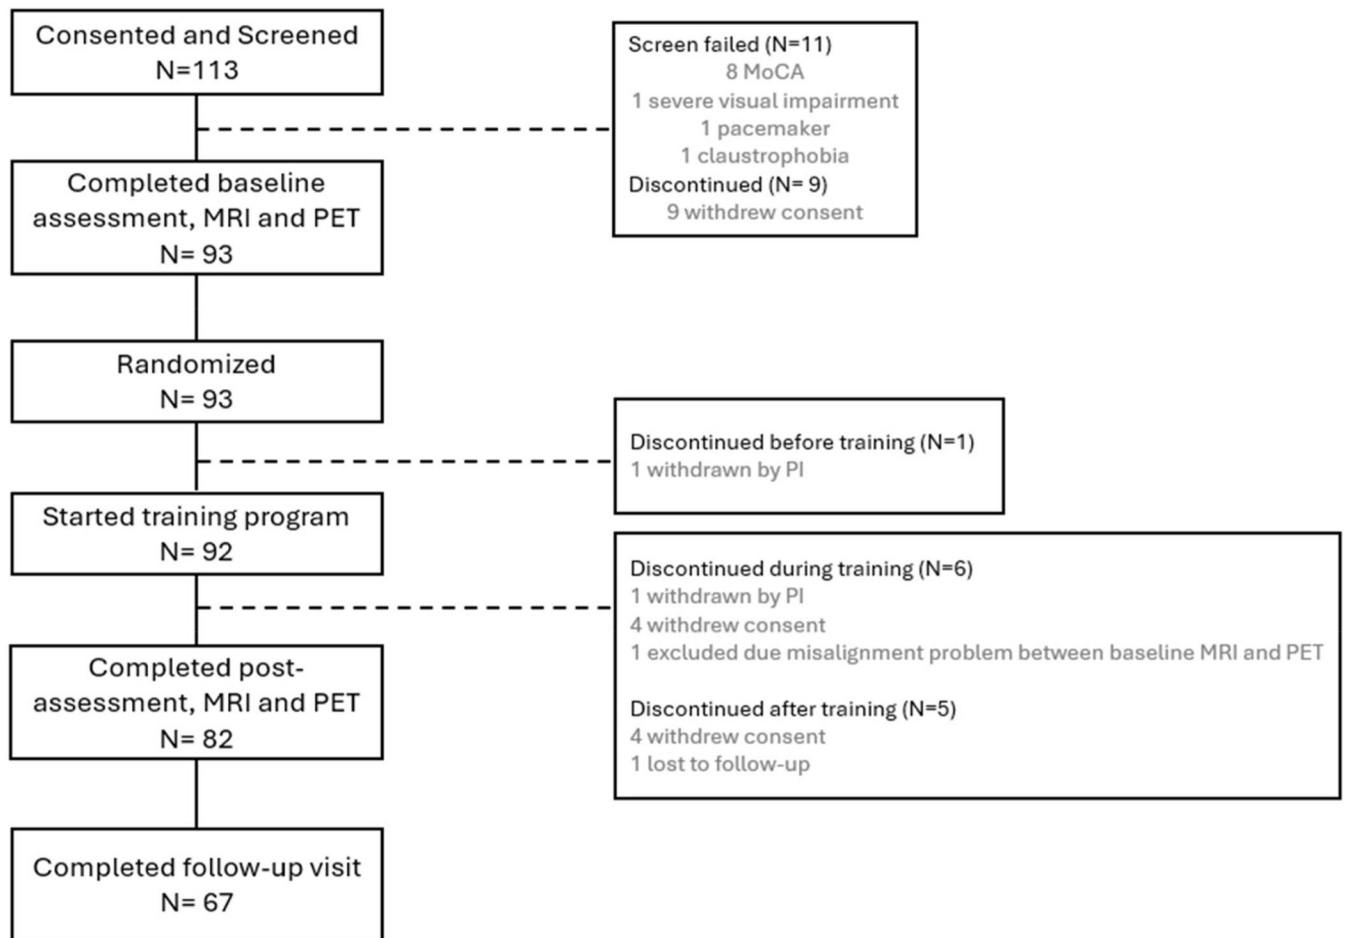 Consented and Screened
N=113
Screen failed (N=11)
8 MoCA
1 severe visual impairment
1 pacemaker
1 claustrophobia
Discontinued (N= 9)
9 withdrew consent
Completed baseline
assessment, MRI and PET
N= 93
Randomized
N= 93
Discontinued before training (N=1)
1 withdrawn by PI
Started training program
N= 92
Discontinued during training (N=6)
1 withdrawn by PI
4 withdrew consent
1 excluded due misalignment problem between baseline MRI and PET
Discontinued after training (N=5)
4 withdrew consent
1 lost to follow-up
Completed post-
assessment, MRI and PET
N= 82
Completed follow-up visit
N= 67